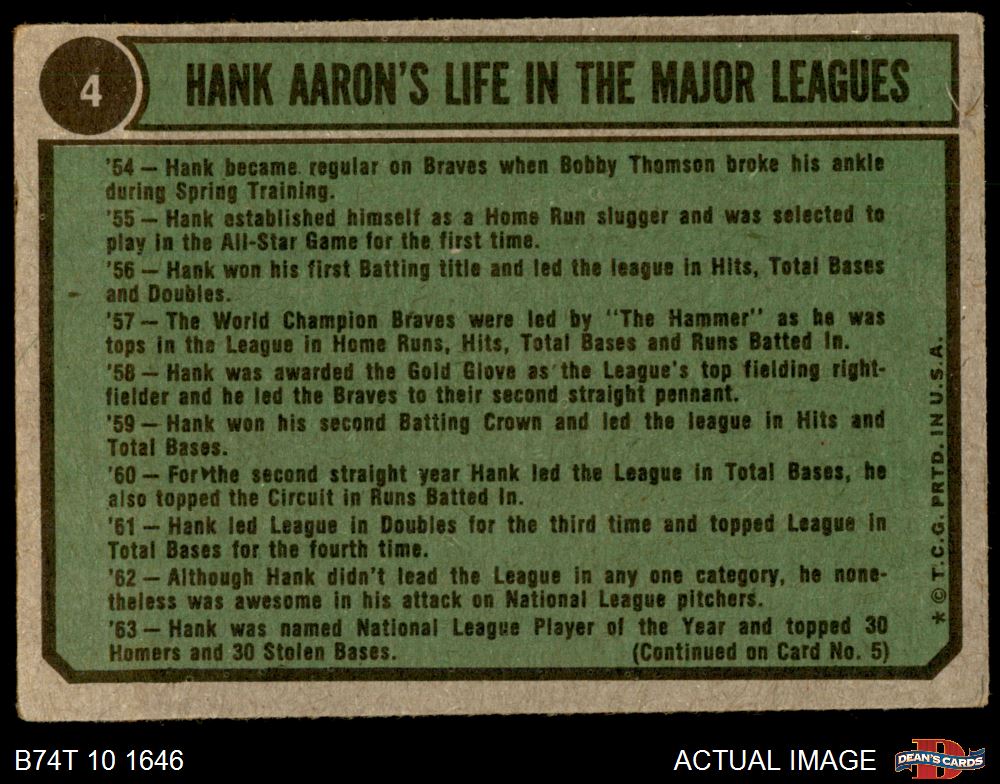 4
HANK AARON'S LIFE IN THE MAJOR LEAGUES
'54 — Hank became regular on Braves when Bobby Thomson broke his ankle
during Spring Training.
'55 — Hank established himself as a Home Run slugger and was selected to
play in the All-Star Game for the first time.
'56 — Hank won his first Batting title and led the league in Hits, Total Bases
and Doubles.
'57 — The World Champion Braves were led by "The Hammer" as he was
tops in the League in Home Runs, Hits, Total Bases and Runs Batted In.
'58 — Hank was awarded the Gold Glove as the League's top fielding right-
fielder and he led the Braves to their second straight pennant.
'59 — Hank won his second Batting Crown and led the league in Hits and
Total Bases.
'60 — For the second straight year Hank led the League in Total Bases, he
also topped the Circuit in Runs Batted In.
'61 — Hank led League in Doubles for the third time and topped League in
Total Bases for the fourth time.
'62 — Although Hank didn't lead the League in any one category, he none-
theless was awesome in his attack on National League pitchers.
'63 — Hank was named National League Player of the Year and topped 30
Homers and 30 Stolen Bases. (Continued on Card No. 5)
* © T.C.G. PRTD. IN U.S.A.
B74T 10 1646
ACTUAL IMAGE
D
DEAN'S CARDS